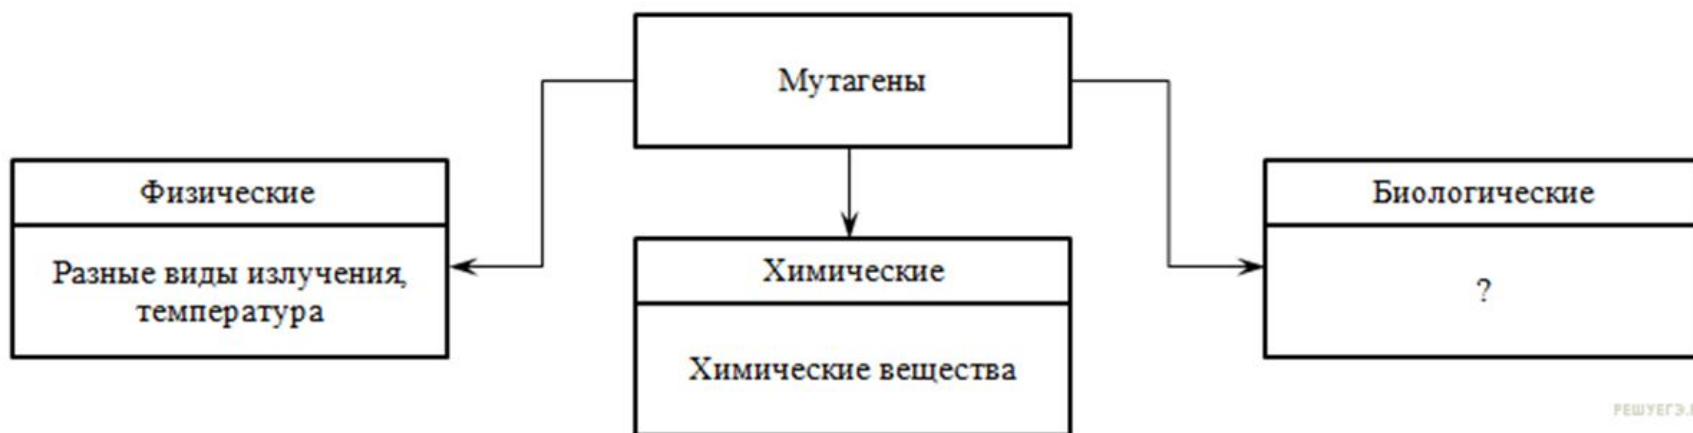 Мутагены
Физические
Разные виды излучения,
температура
Химические
Химические вещества
Биологические
?